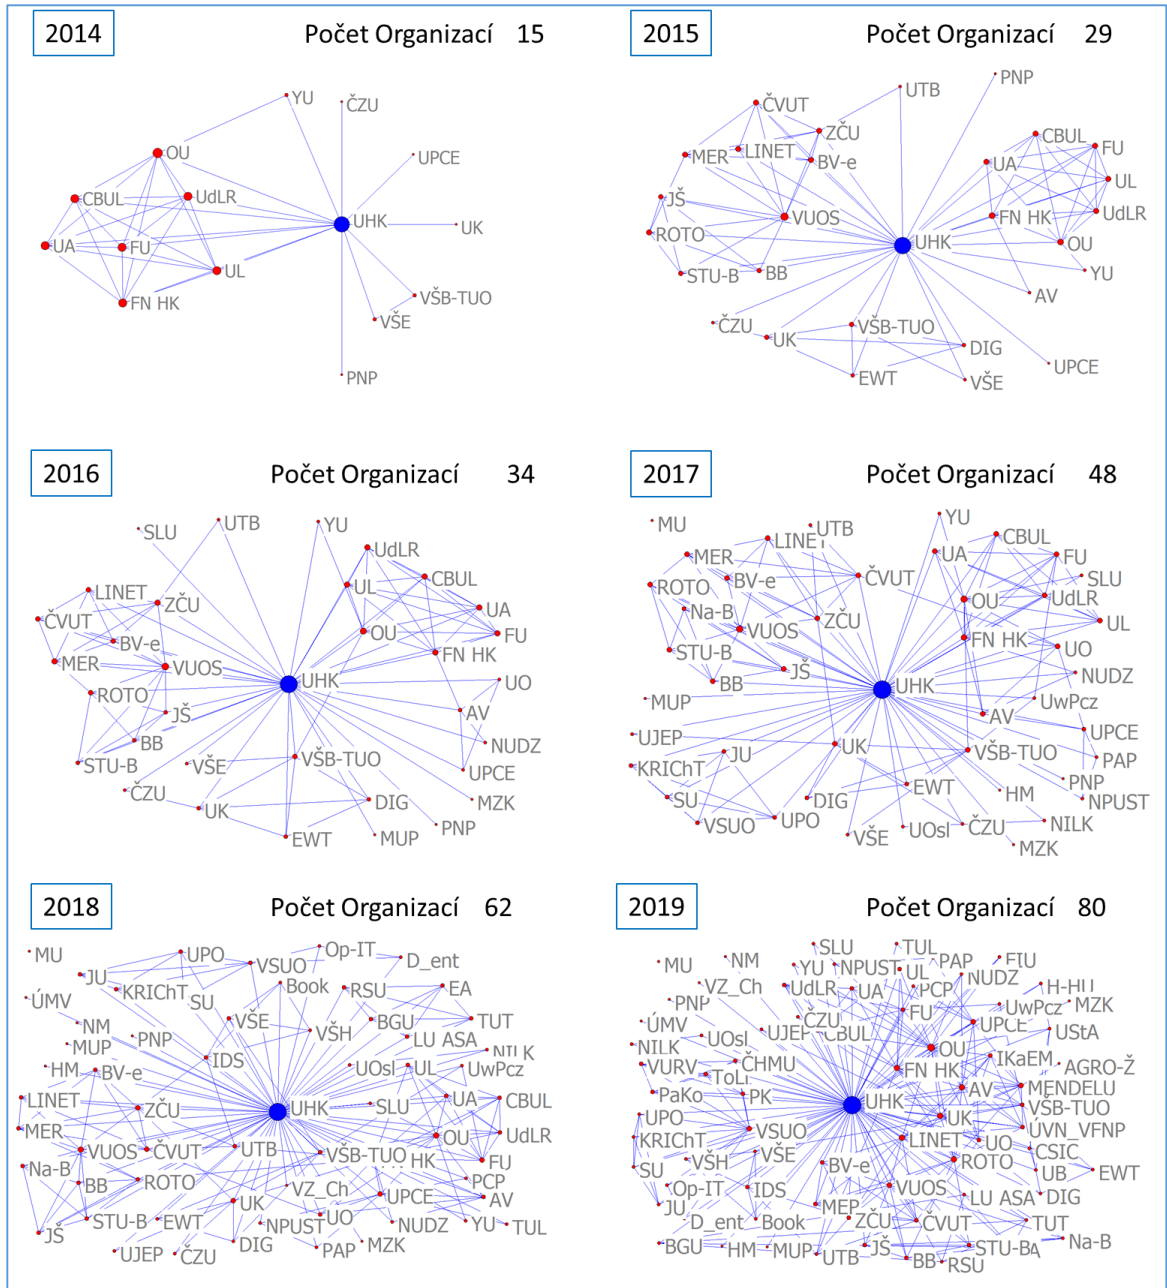 2014 Počet Organizací 15
YU
ČZU
OU
UPCE
CBUL
UdLR
UHK
UK
UA
FU
UL
FN HK
VŠB-TUO
VŠE
PNP
2015 Počet Organizací 29
PNP
UTB
ČVUT
ZČU
CBUL
FU
MER
LINET
BV-e
UA
UL
JŠ
VUOS
FN HK
UdLR
ROTO
UHK
OU
STU-B
BB
YU
AV
ČZU
UK
VŠB-TUO
DIG
UPCE
EWT
VŠE
2016 Počet Organizací 34
SLU
UTB
YU
UdLR
LINET
ZČU
UL
CBUL
ČVUT
UA
BV-e
OU
FU
MER
VUOS
FN HK
UHK
UO
ROTO
JŠ
AV
BB
NUDZ
STU-B
VŠE
VŠB-TUO
UPCE
ČZU
UK
DIG
MZK
EWT
MUP
PNP
2017 Počet Organizací 48
MU
UTB
YU
LINET
CBUL
MER
UA
FU
ROTO
BV-e
ČVUT
SLU
Na-B
OU
UdLR
VUOS
ZČU
UL
STU-B
FN HK
UO
JŠ
BB
UHK
NUDZ
MUP
UwPcz
AV
UPCE
UJEP
JU
UK
VŠB-TUO
PAP
KRIChT
EWT
PNP
SU
DIG
HM
NPUST
VSUO
UPO
VŠE
UOsl
ČZU
NILK
MZK
2018 Počet Organizací 62
MU
UPO
Op-IT
VSUO
D_ent
JU
KRIChT
SU
Book
RSU
EA
ÚMV
VŠE
BGU
TUT
NM
PNP
VŠH
LU ASA
MUP
IDS
NILK
HM
BV-e
UOsl
UL
UwPcz
LINET
ZČU
UHK
SLU
UA
CBUL
MER
OU
UdLR
VUOS
ČVUT
UTB
VŠB-TUO
HK
FU
Na-B
BB
ROTO
VZ_Ch
PCP
UK
UPCE
AV
STU-B
EWT
NPUST
UO
NUDZ
YU
TUL
JŠ
UJEP
ČZU
DIG
PAP
MZK
2019 Počet Organizací 80
SLU
TUL
MU
NM
YU
NPUST
UL
PAP
FIU
VZ_Ch
UdLR
UA
PCP
NUDZ
H-HU
PNP
FU
UwPcz
MZK
ÚMV
UOsl
UJEP
ČZU
CBUL
UPCE
UStA
NILK
OU
IKaEM
VURV
ToLi
ČHMU
FN HK
AGRO-Ž
PaKo
PK
UHK
AV
MENDELU
UPO
VSUO
UK
VŠB-TUO
KRIChT
LINET
UO
ÚVN_VFNP
SU
VŠH
VŠE
BV-e
ROTO
CSIC
UB
EWT
Op-IT
IDS
VUOS
LU ASA
DIG
JU
D_ent
Book
MEP
ZČU
ČVUT
TUT
BGU
HM
MUP
UTB
JŠ
BB
STU-B
RSU
Na-B